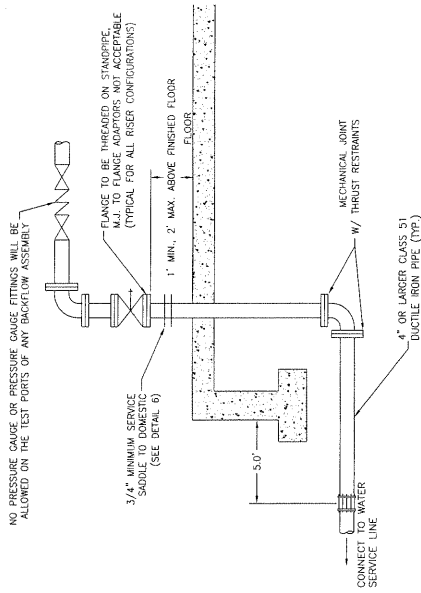 NO PRESSURE GAUGE OR PRESSURE GAUGE FITTINGS WILL BE
ALLOWED ON THE TEST PORTS OF ANY BACKFLOW ASSEMBLY
FLANGE TO BE THREADED ON STANDPIPE,
M.J. TO FLANGE ADAPTORS NOT ACCEPTABLE
(TYPICAL FOR ALL RISER CONFIGURATIONS)
1' MIN., 2' MAX. ABOVE FINISHED FLOOR
FLOOR
3/4" MINIMUM SERVICE
SADDLE TO DOMESTIC
(SEE DETAIL 6)
5.0'
MECHANICAL JOINT
W/ THRUST RESTRAINTS
4" OR LARGER CLASS 51
DUCTILE IRON PIPE (TYP.)
CONNECT TO WATER
SERVICE LINE